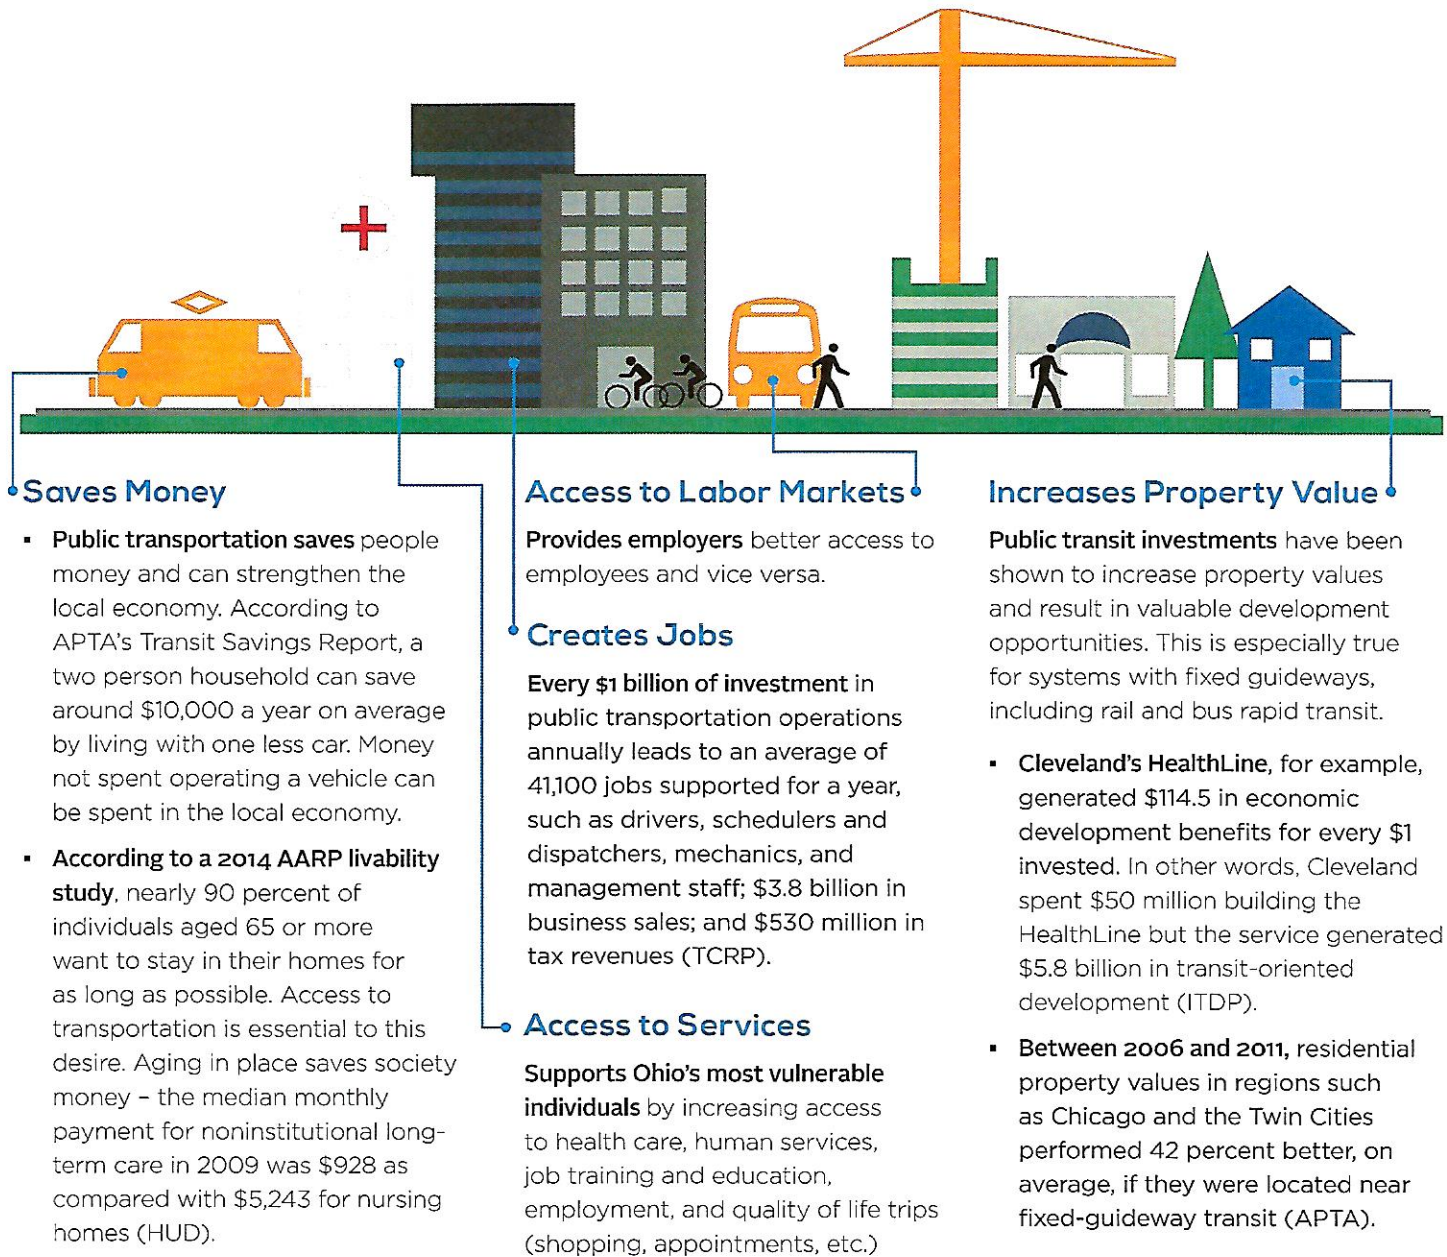 Saves Money
▪ Public transportation saves people
money and can strengthen the
local economy. According to
APTA's Transit Savings Report, a
two person household can save
around $10,000 a year on average
by living with one less car. Money
not spent operating a vehicle can
be spent in the local economy.
▪ According to a 2014 AARP livability
study, nearly 90 percent of
individuals aged 65 or more
want to stay in their homes for
as long as possible. Access to
transportation is essential to this
desire. Aging in place saves society
money – the median monthly
payment for noninstitutional long-
term care in 2009 was $928 as
compared with $5,243 for nursing
homes (HUD).
Access to Labor Markets
Provides employers better access to
employees and vice versa.
Creates Jobs
Every $1 billion of investment in
public transportation operations
annually leads to an average of
41,100 jobs supported for a year,
such as drivers, schedulers and
dispatchers, mechanics, and
management staff; $3.8 billion in
business sales; and $530 million in
tax revenues (TCRP).
Access to Services
Supports Ohio's most vulnerable
individuals by increasing access
to health care, human services,
job training and education,
employment, and quality of life trips
(shopping, appointments, etc.)
Increases Property Value
Public transit investments have been
shown to increase property values
and result in valuable development
opportunities. This is especially true
for systems with fixed guideways,
including rail and bus rapid transit.
▪ Cleveland's HealthLine, for example,
generated $114.5 in economic
development benefits for every $1
invested. In other words, Cleveland
spent $50 million building the
HealthLine but the service generated
$5.8 billion in transit-oriented
development (ITDP).
▪ Between 2006 and 2011, residential
property values in regions such
as Chicago and the Twin Cities
performed 42 percent better, on
average, if they were located near
fixed-guideway transit (APTA).